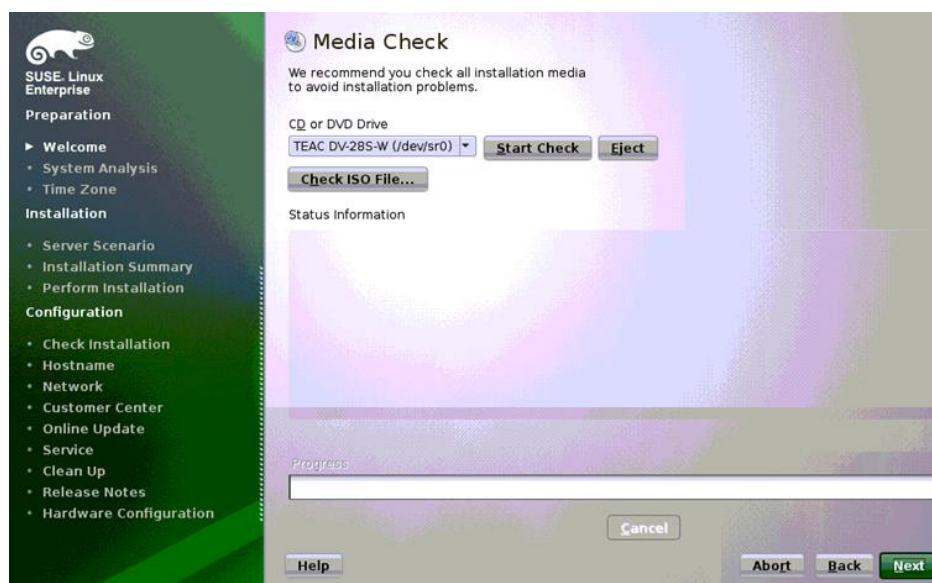 SUSE. Linux
Enterprise
Preparation
Welcome
System Analysis
Time Zone
Installation
Server Scenario
Installation Summary
Perform Installation
Configuration
Check Installation
Hostname
Network
Customer Center
Online Update
Service
Clean Up
Release Notes
Hardware Configuration
Media Check
We recommend you check all installation media
to avoid installation problems.
CD or DVD Drive
TEAC DV-28S-W (/dev/sr0) Start Check Eject
Check ISO File...
Status Information
Progress
Cancel
Help Abort Back Next